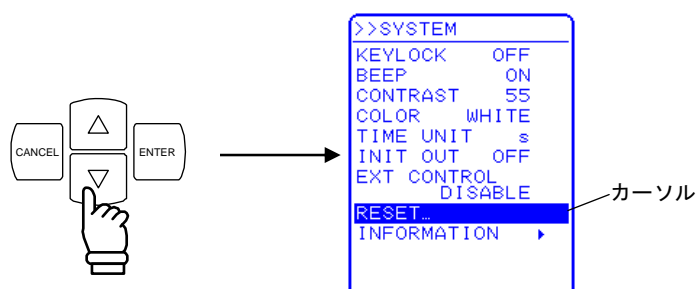 CANCEL
ENTER
>>SYSTEM
KEYLOCK OFF
BEEP ON
CONTRAST 55
COLOR WHITE
TIME UNIT s
INIT OUT OFF
EXT CONTROL
DISABLE
RESET…
INFORMATION
カーソル